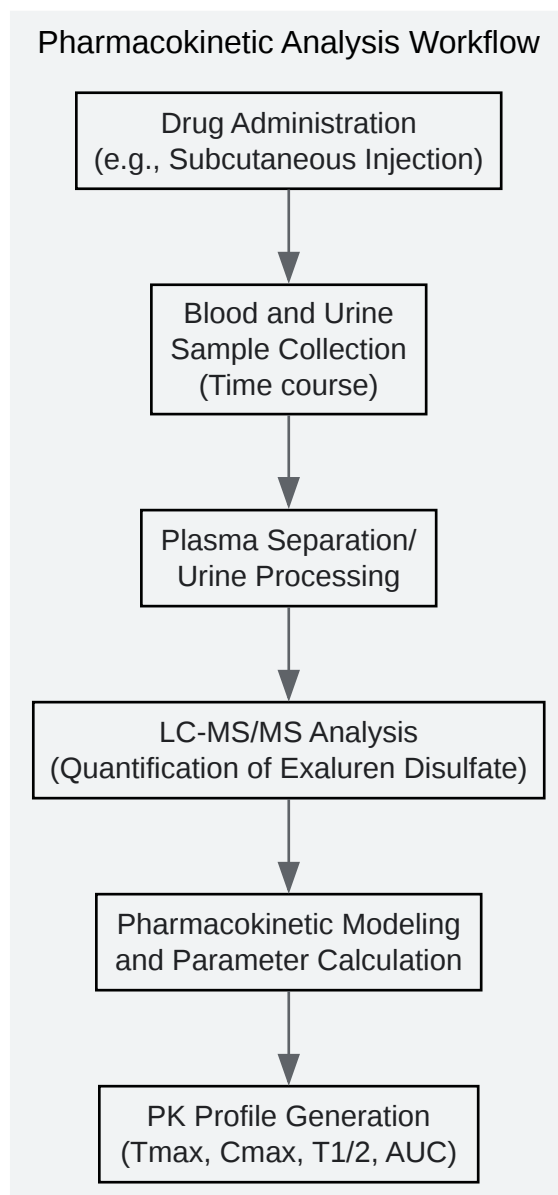 Pharmacokinetic Analysis Workflow
Drug Administration
(e.g., Subcutaneous Injection)
Blood and Urine
Sample Collection
(Time course)
Plasma Separation/
Urine Processing
LC-MS/MS Analysis
(Quantification of Exaluren Disulfate)
Pharmacokinetic Modeling
and Parameter Calculation
PK Profile Generation
(Tmax, Cmax, T1/2, AUC)